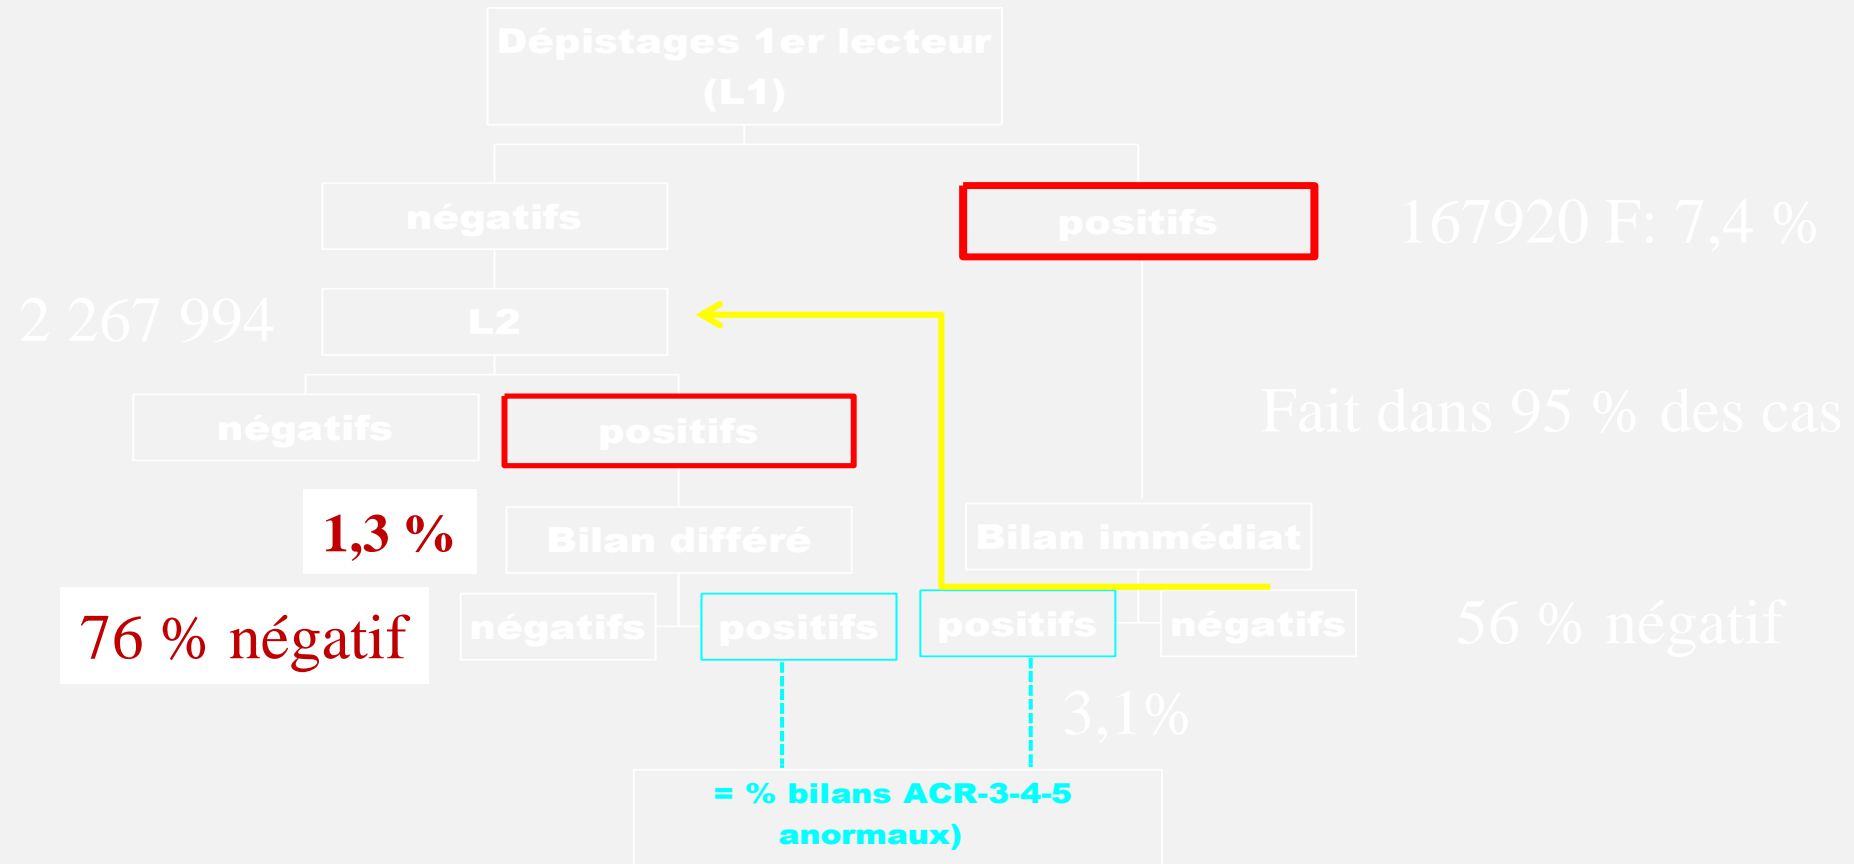 Dépistages 1er lecteur
(L1)
négatifs
positifs
167920 F: 7,4 %
2 267 994
L2
négatifs
positifs
Fait dans 95 % des cas
1,3 %
Bilan différé
Bilan immédiat
76 % négatif
négatifs
positifs
positifs
négatifs
56 % négatif
3,1%
= % bilans ACR-3-4-5
anormaux)